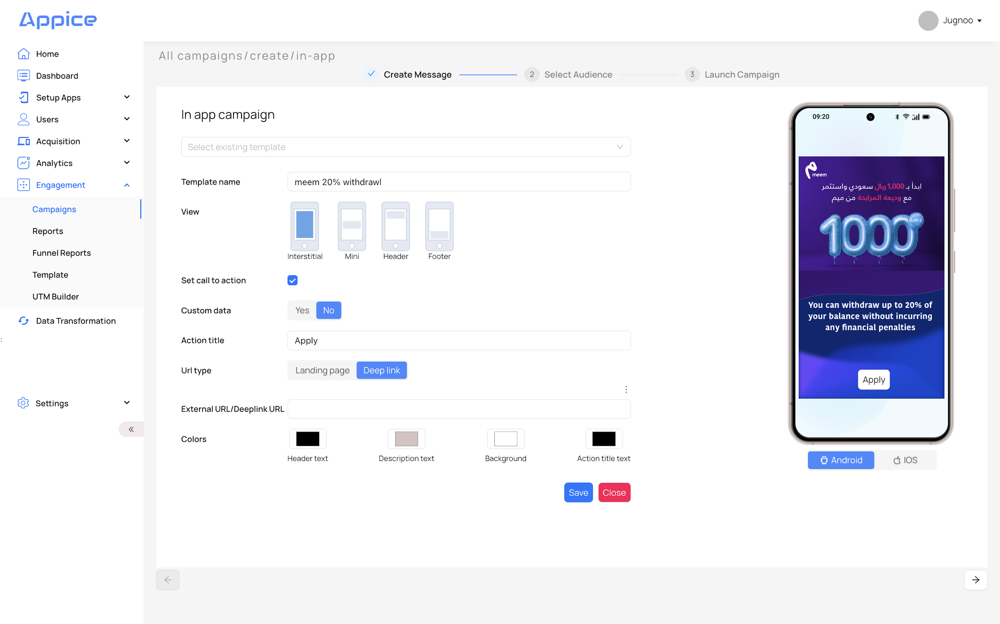 Appice
Jugnoo
Home
Dashboard
Setup Apps
Users
Acquisition
Analytics
Engagement
Campaigns
Reports
Funnel Reports
Template
UTM Builder
Data Transformation
:
Settings
All campaigns/create/in-app
Create Message
2 Select Audience
3 Launch Campaign
In app campaign
Select existing template
Template name
meem 20% withdrawl
View
Interstitial
Mini
Header
Footer
Set call to action
Custom data
Yes No
Action title
Apply
Url type
Landing page Deep link
External URL/Deeplink URL
Colors
Header text
Description text
Background
Action title text
Save Close
09:20
meem
ابدأ بـ 1,000 ريال سعودي واستثمر
مع وديعة المرابحة من ميم
1000
ر.س
You can withdraw up to 20% of
your balance without incurring
any financial penalties
Apply
Android
IOS